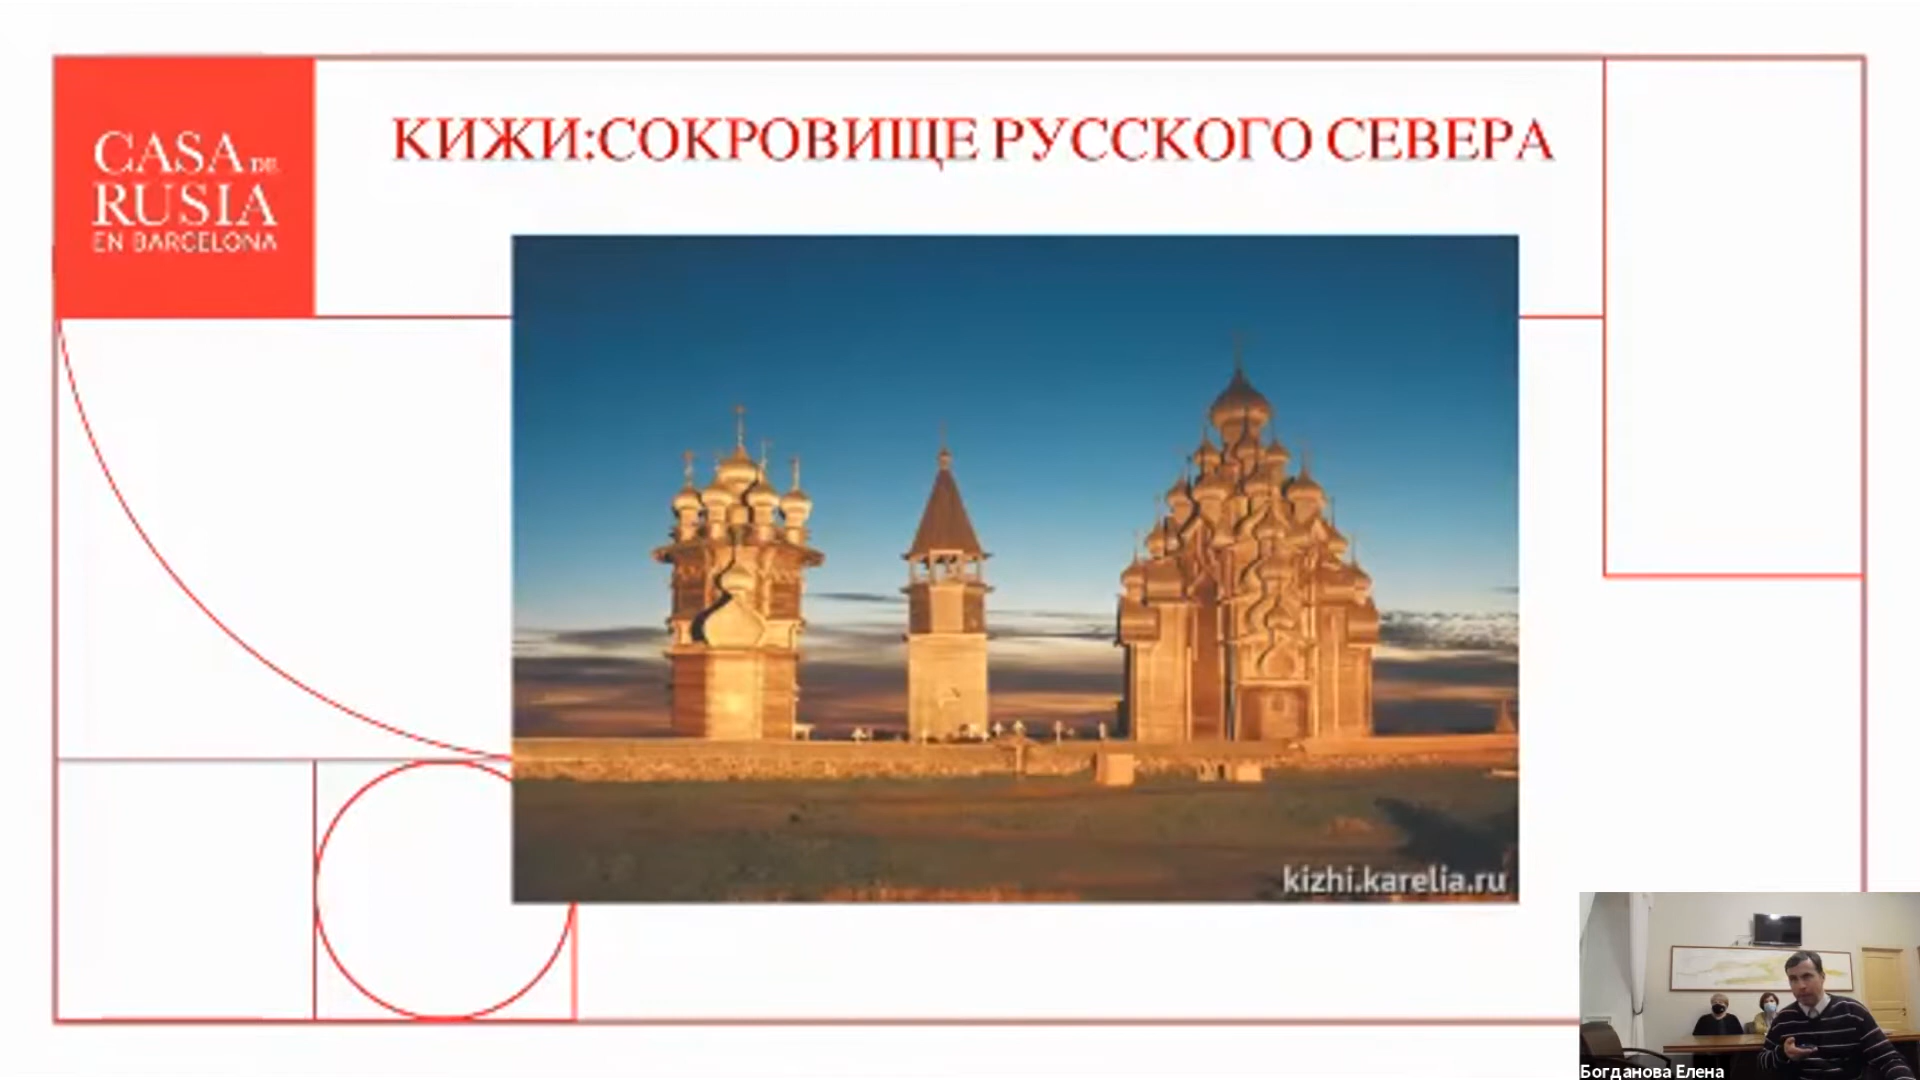 CASA DE
RUSIA
EN BARCELONA
КИЖИ:СОКРОВИЩЕ РУССКОГО СЕВЕРА
kizhi.karelia.ru
Богданова Елена